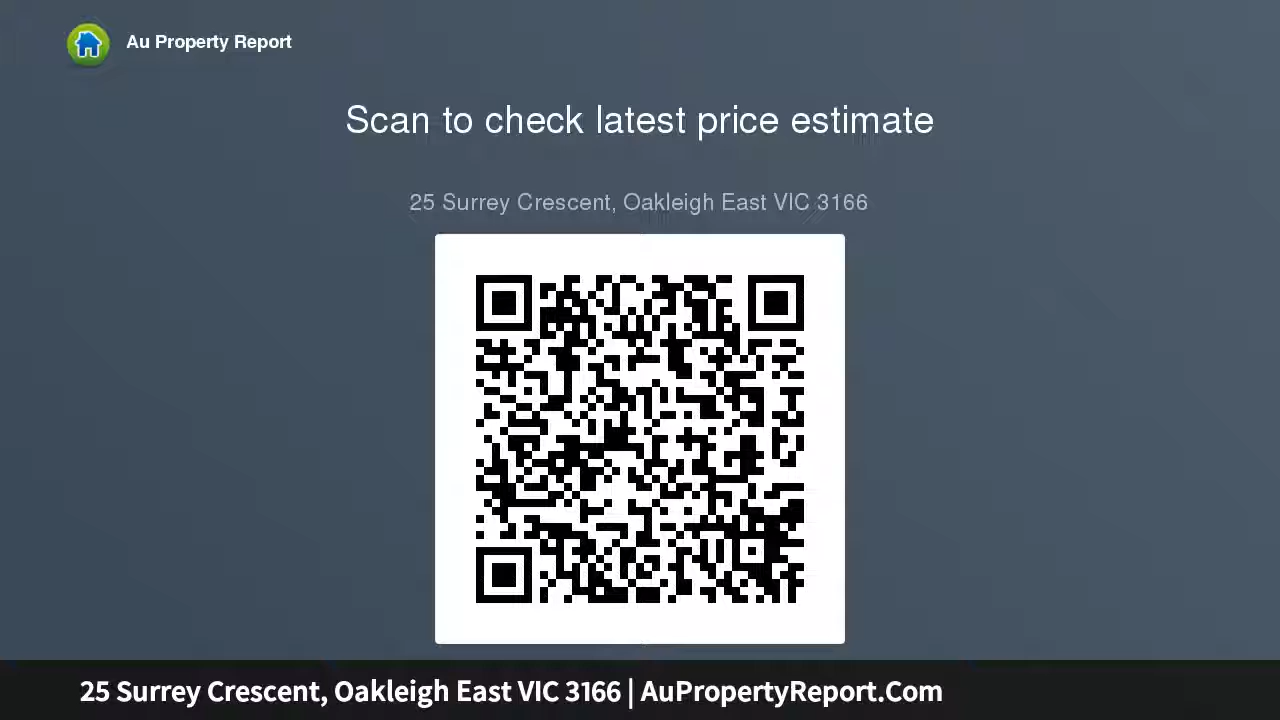 Au Property Report
Scan to check latest price estimate
25 Surrey Crescent, Oakleigh East VIC 3166
25 Surrey Crescent, Oakleigh East VIC 3166 | AuPropertyReport.Com